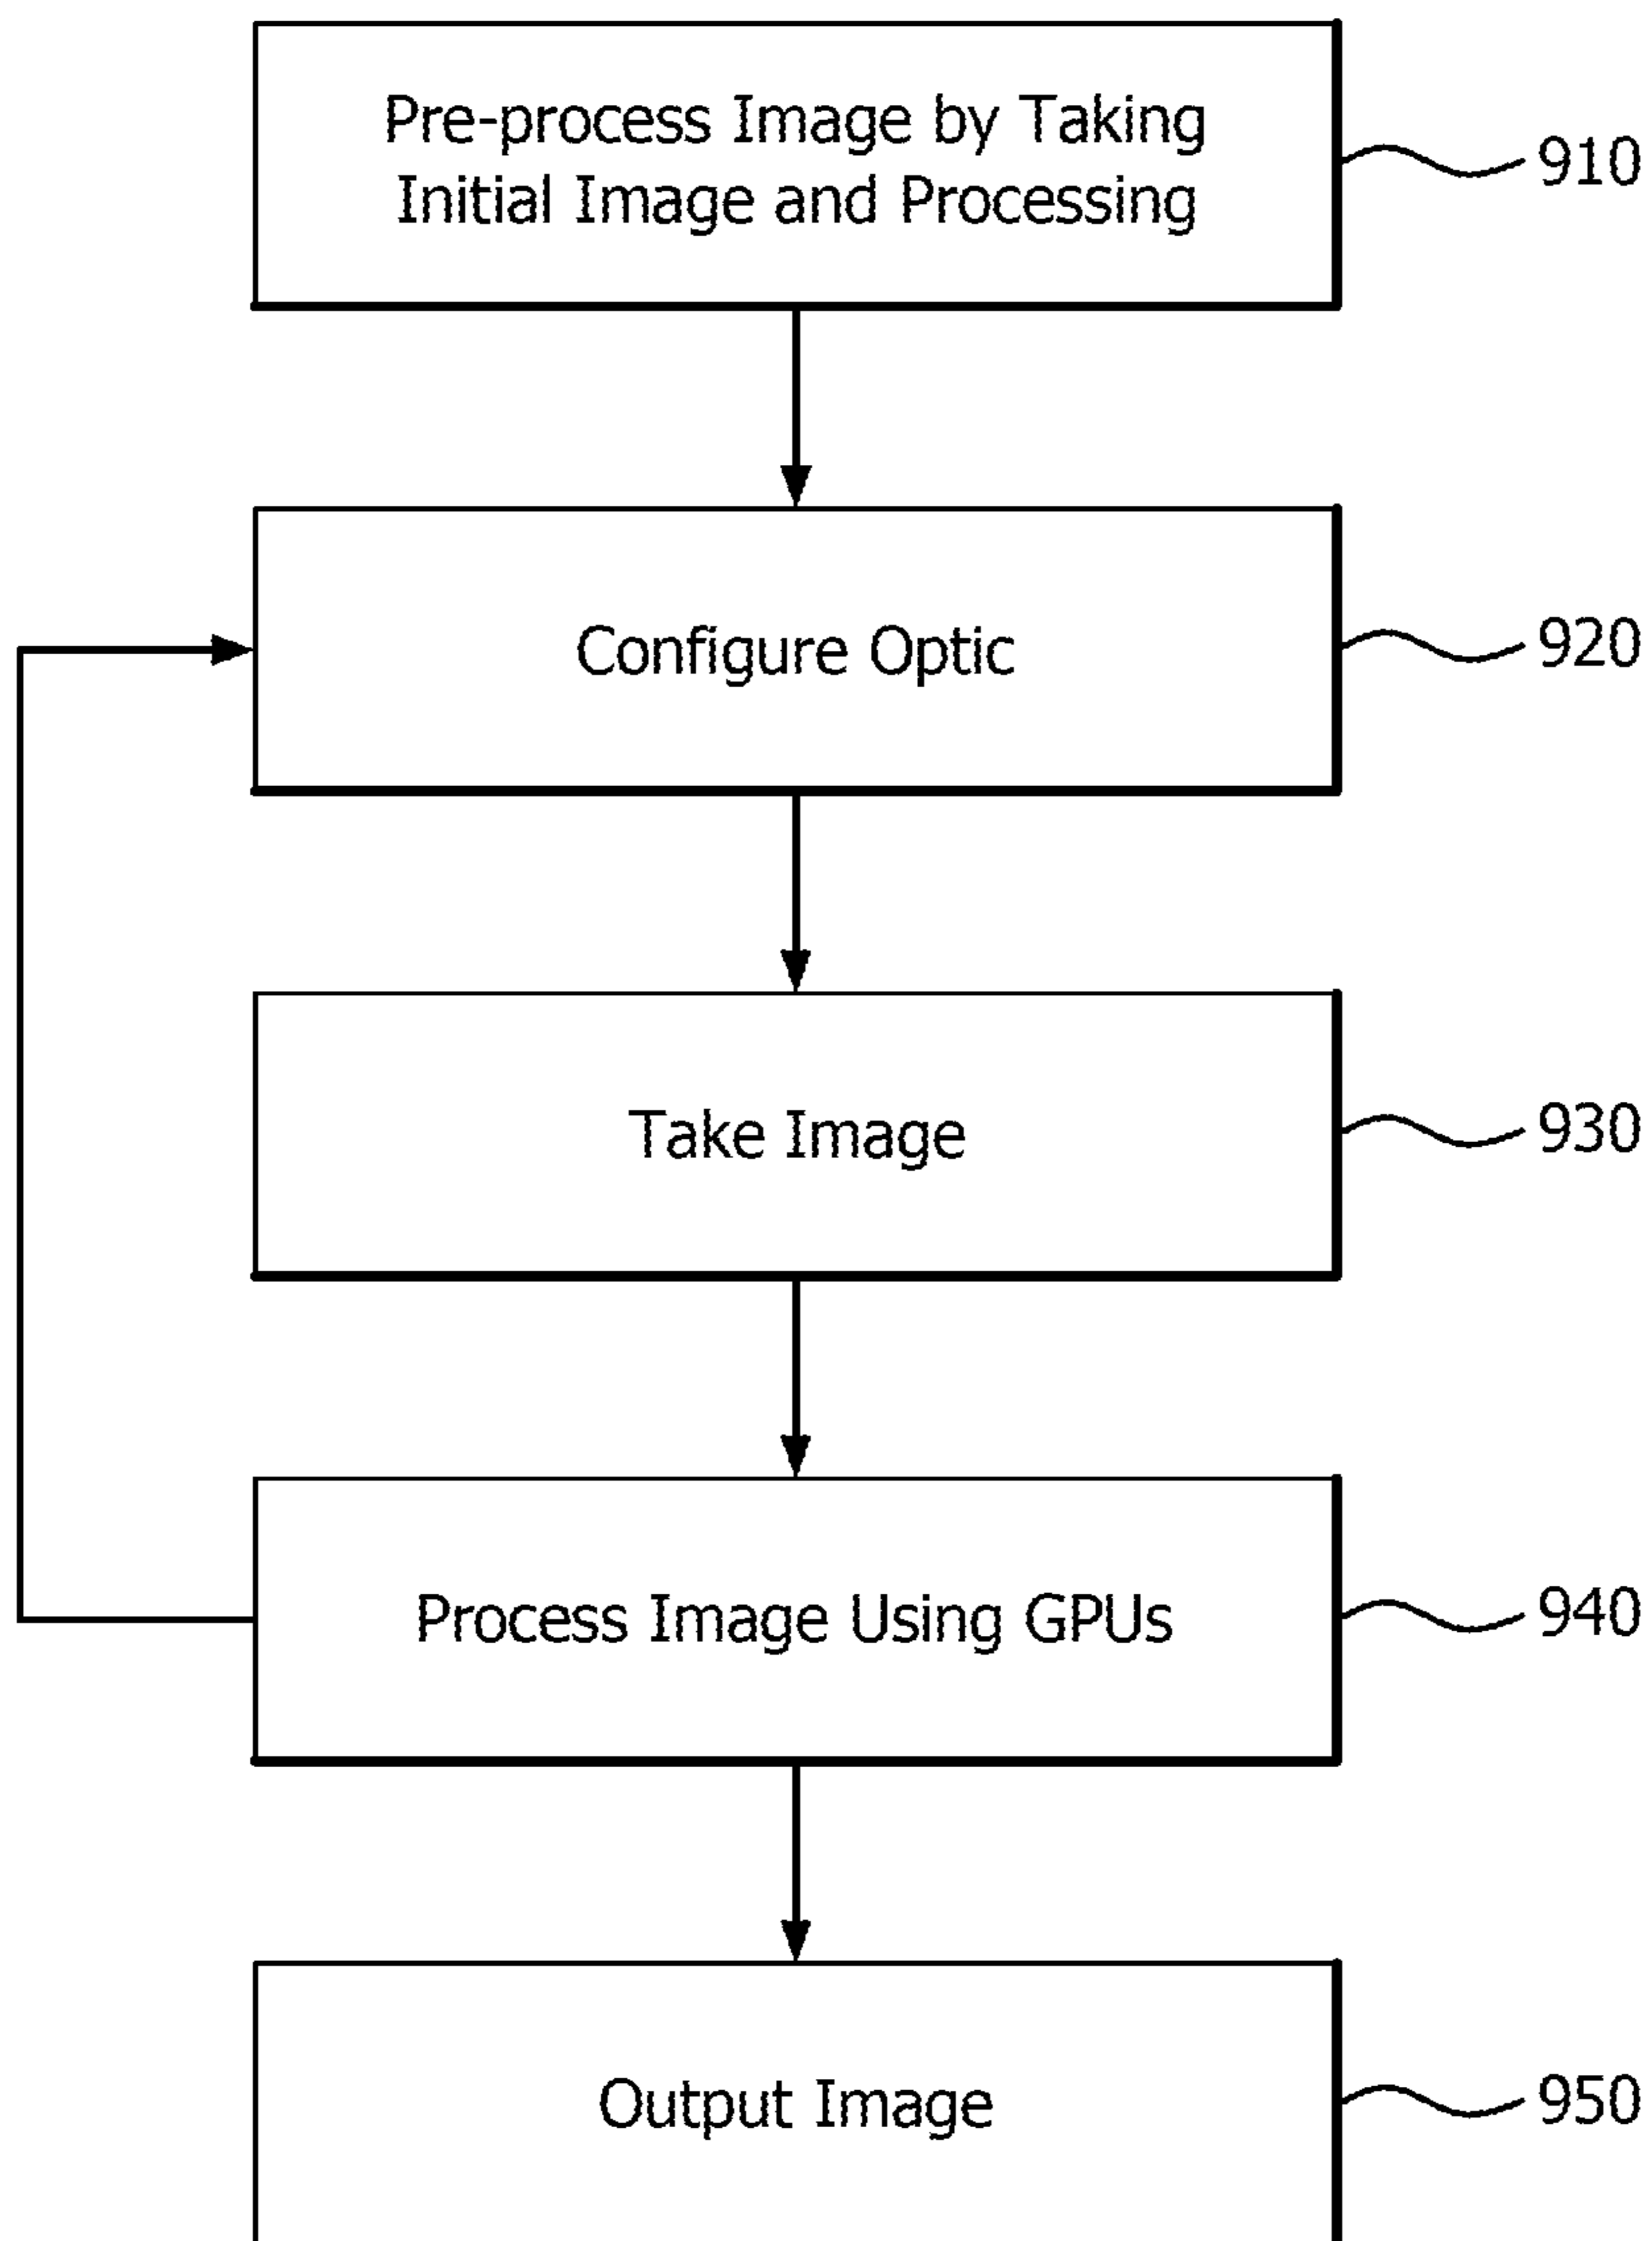 Pre-process Image by Taking
Initial Image and Processing
910
Configure Optic
920
Take Image
930
Process Image Using GPUs
940
Output Image
950